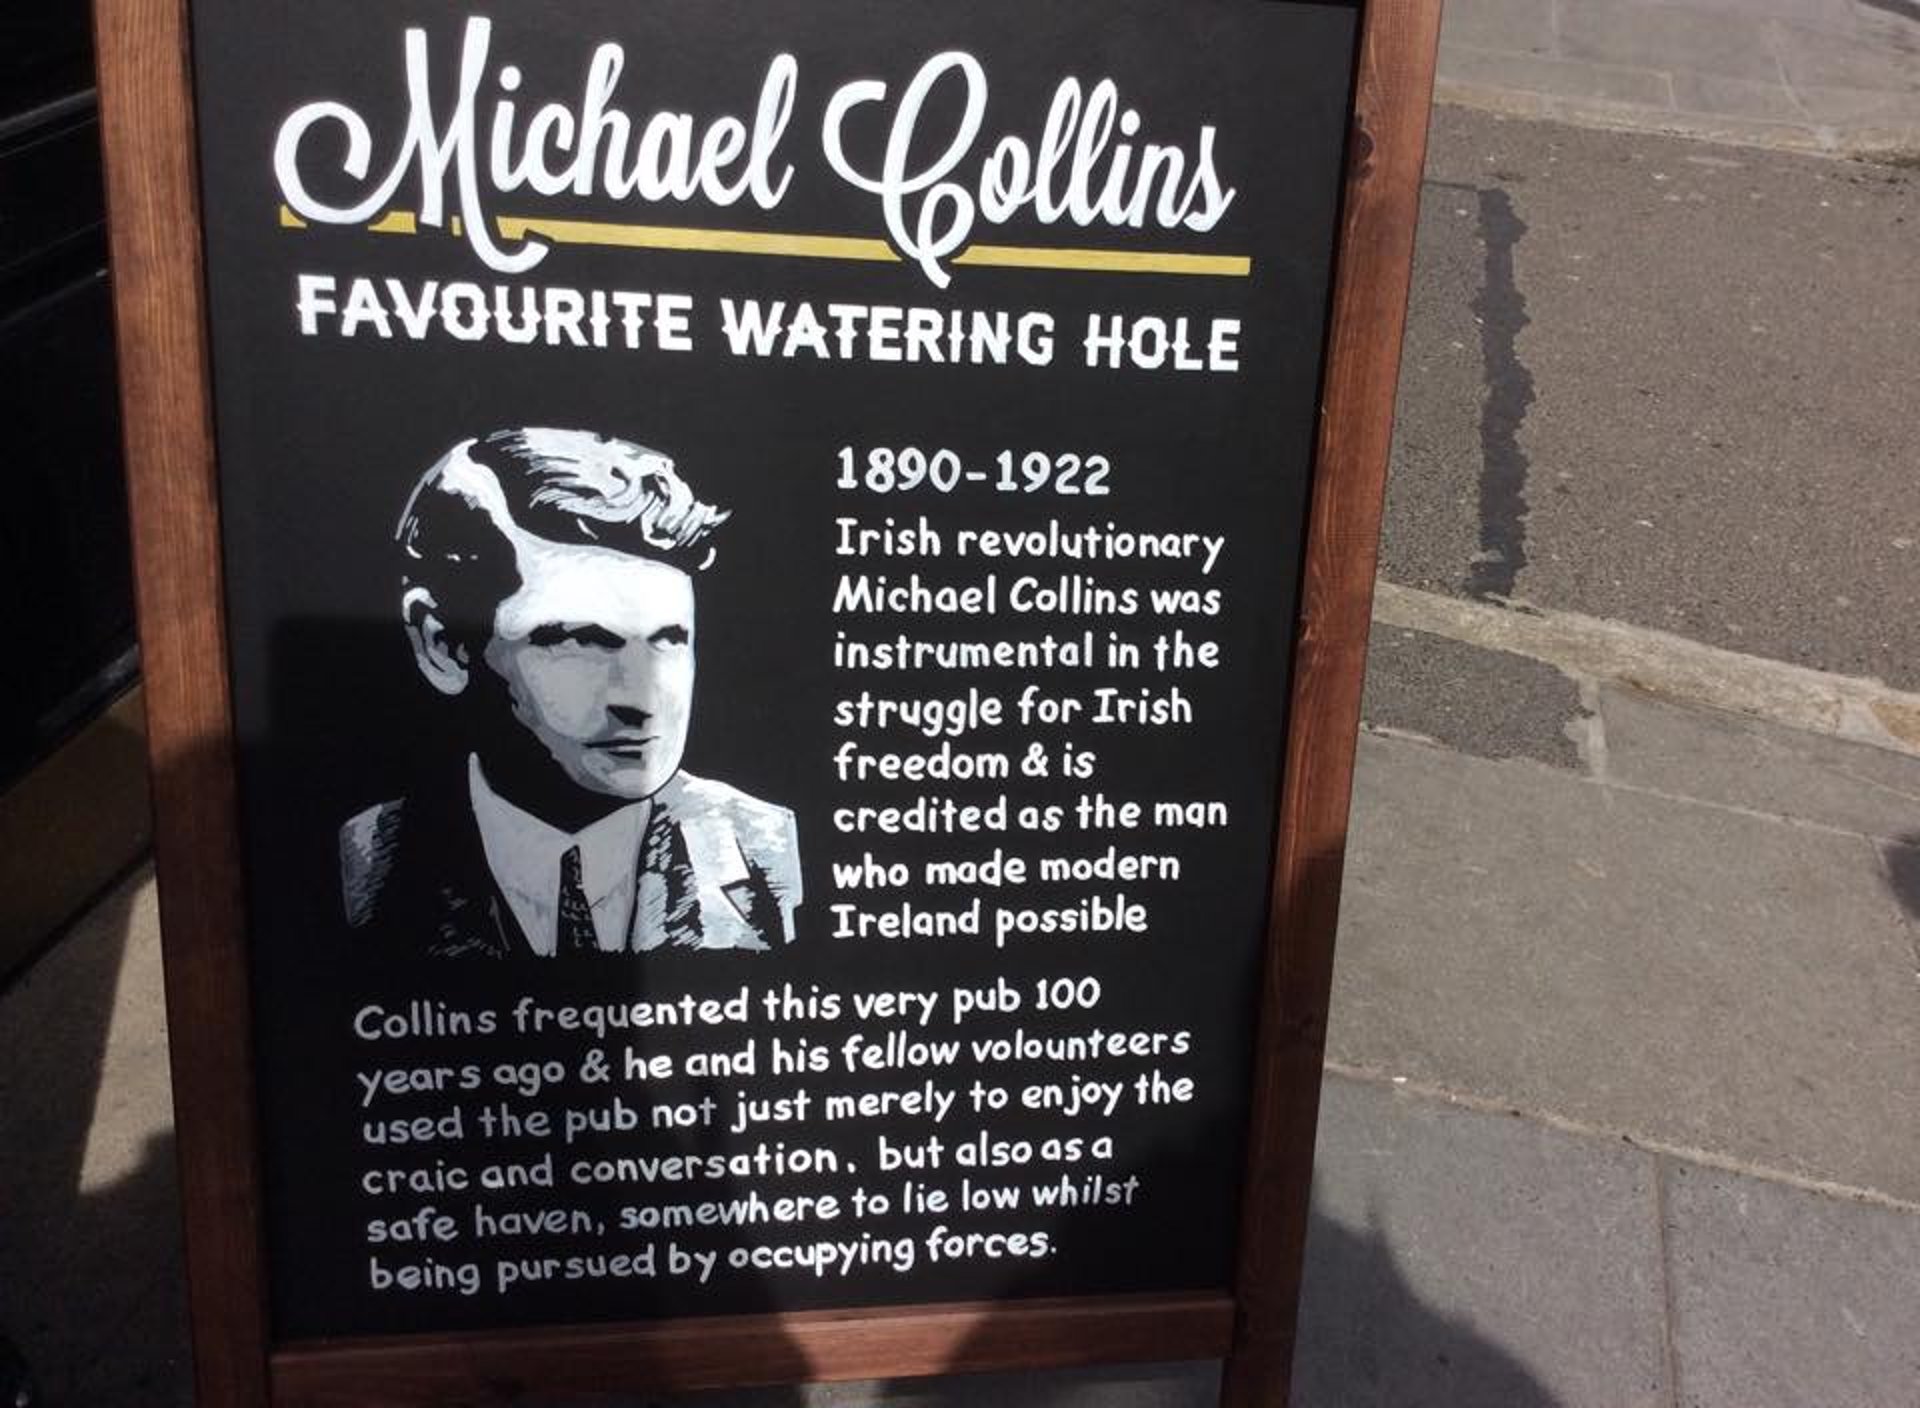 Michael Collins
FAVOURITE WATERING HOLE
1890-1922
Irish revolutionary
Michael Collins was
instrumental in the
struggle for Irish
freedom & is
credited as the man
who made modern
Ireland possible
Collins frequented this very pub 100
years ago & he and his fellow volounteers
used the pub not just merely to enjoy the
craic and conversation. but also as a
safe haven, somewhere to lie low whilst
being pursued by occupying forces.